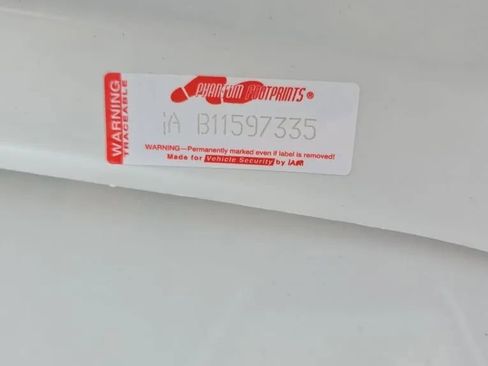 WARNING
TRACEABLE
PHANTOM FOOTPRINTS®
iA B11597335
WARNING—Permanently marked even if label is removed!
Made for Vehicle Security by IAM